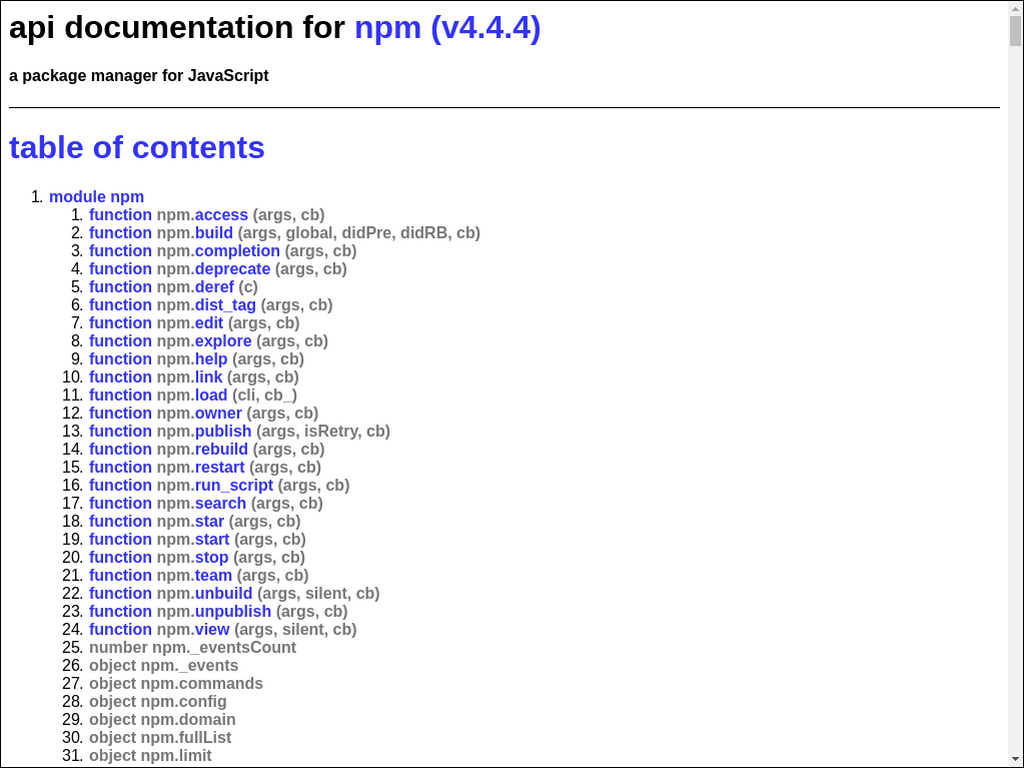 api documentation for npm (v4.4.4)
a package manager for JavaScript
table of contents
1. module npm
1. function npm.access (args, cb)
2. function npm.build (args, global, didPre, didRB, cb)
3. function npm.completion (args, cb)
4. function npm.deprecate (args, cb)
5. function npm.deref (c)
6. function npm.dist_tag (args, cb)
7. function npm.edit (args, cb)
8. function npm.explore (args, cb)
9. function npm.help (args, cb)
10. function npm.link (args, cb)
11. function npm.load (cli, cb_)
12. function npm.owner (args, cb)
13. function npm.publish (args, isRetry, cb)
14. function npm.rebuild (args, cb)
15. function npm.restart (args, cb)
16. function npm.run_script (args, cb)
17. function npm.search (args, cb)
18. function npm.star (args, cb)
19. function npm.start (args, cb)
20. function npm.stop (args, cb)
21. function npm.team (args, cb)
22. function npm.unbuild (args, silent, cb)
23. function npm.unpublish (args, cb)
24. function npm.view (args, silent, cb)
25. number npm._eventsCount
26. object npm._events
27. object npm.commands
28. object npm.config
29. object npm.domain
30. object npm.fullList
31. object npm.limit